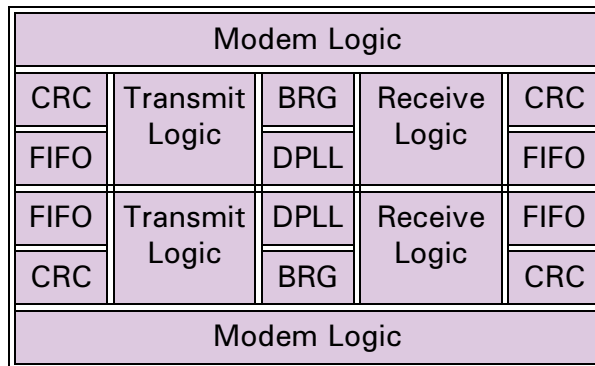 Modem Logic
CRC Transmit BRG Receive CRC
Logic Logic
FIFO DPLL FIFO
FIFO Transmit DPLL Receive FIFO
Logic Logic
CRC BRG CRC
Modem Logic